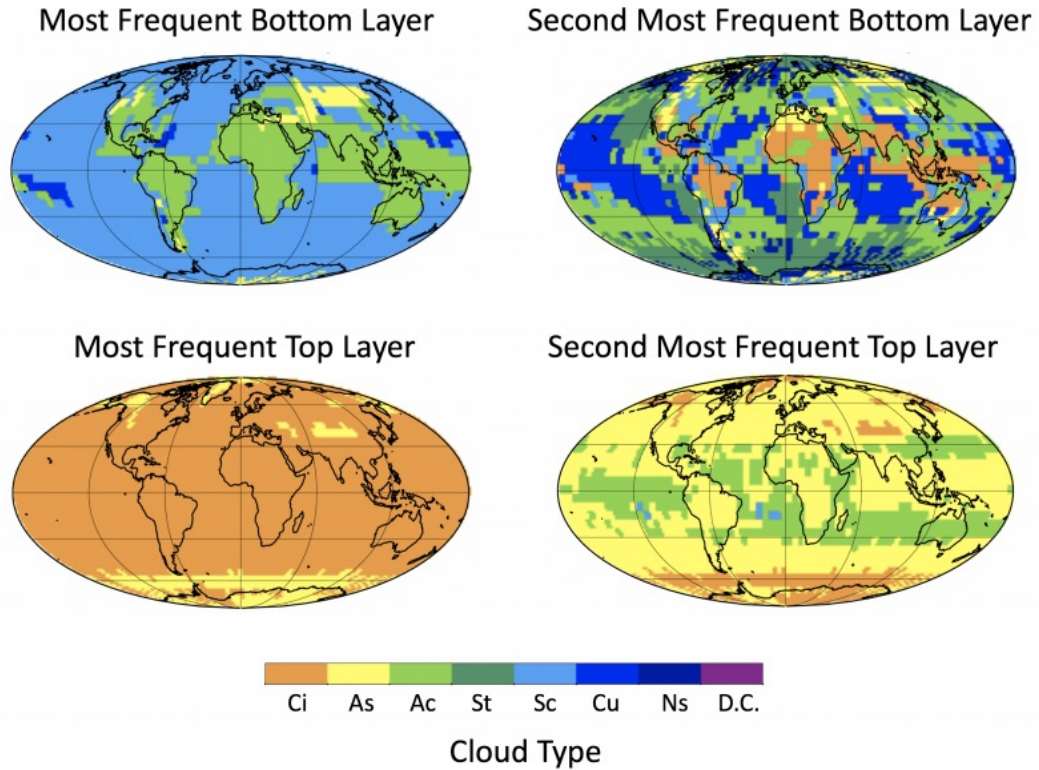 Most Frequent Bottom Layer
Second Most Frequent Bottom Layer
Most Frequent Top Layer
Second Most Frequent Top Layer
Ci As Ac St Sc Cu Ns D.C.
Cloud Type